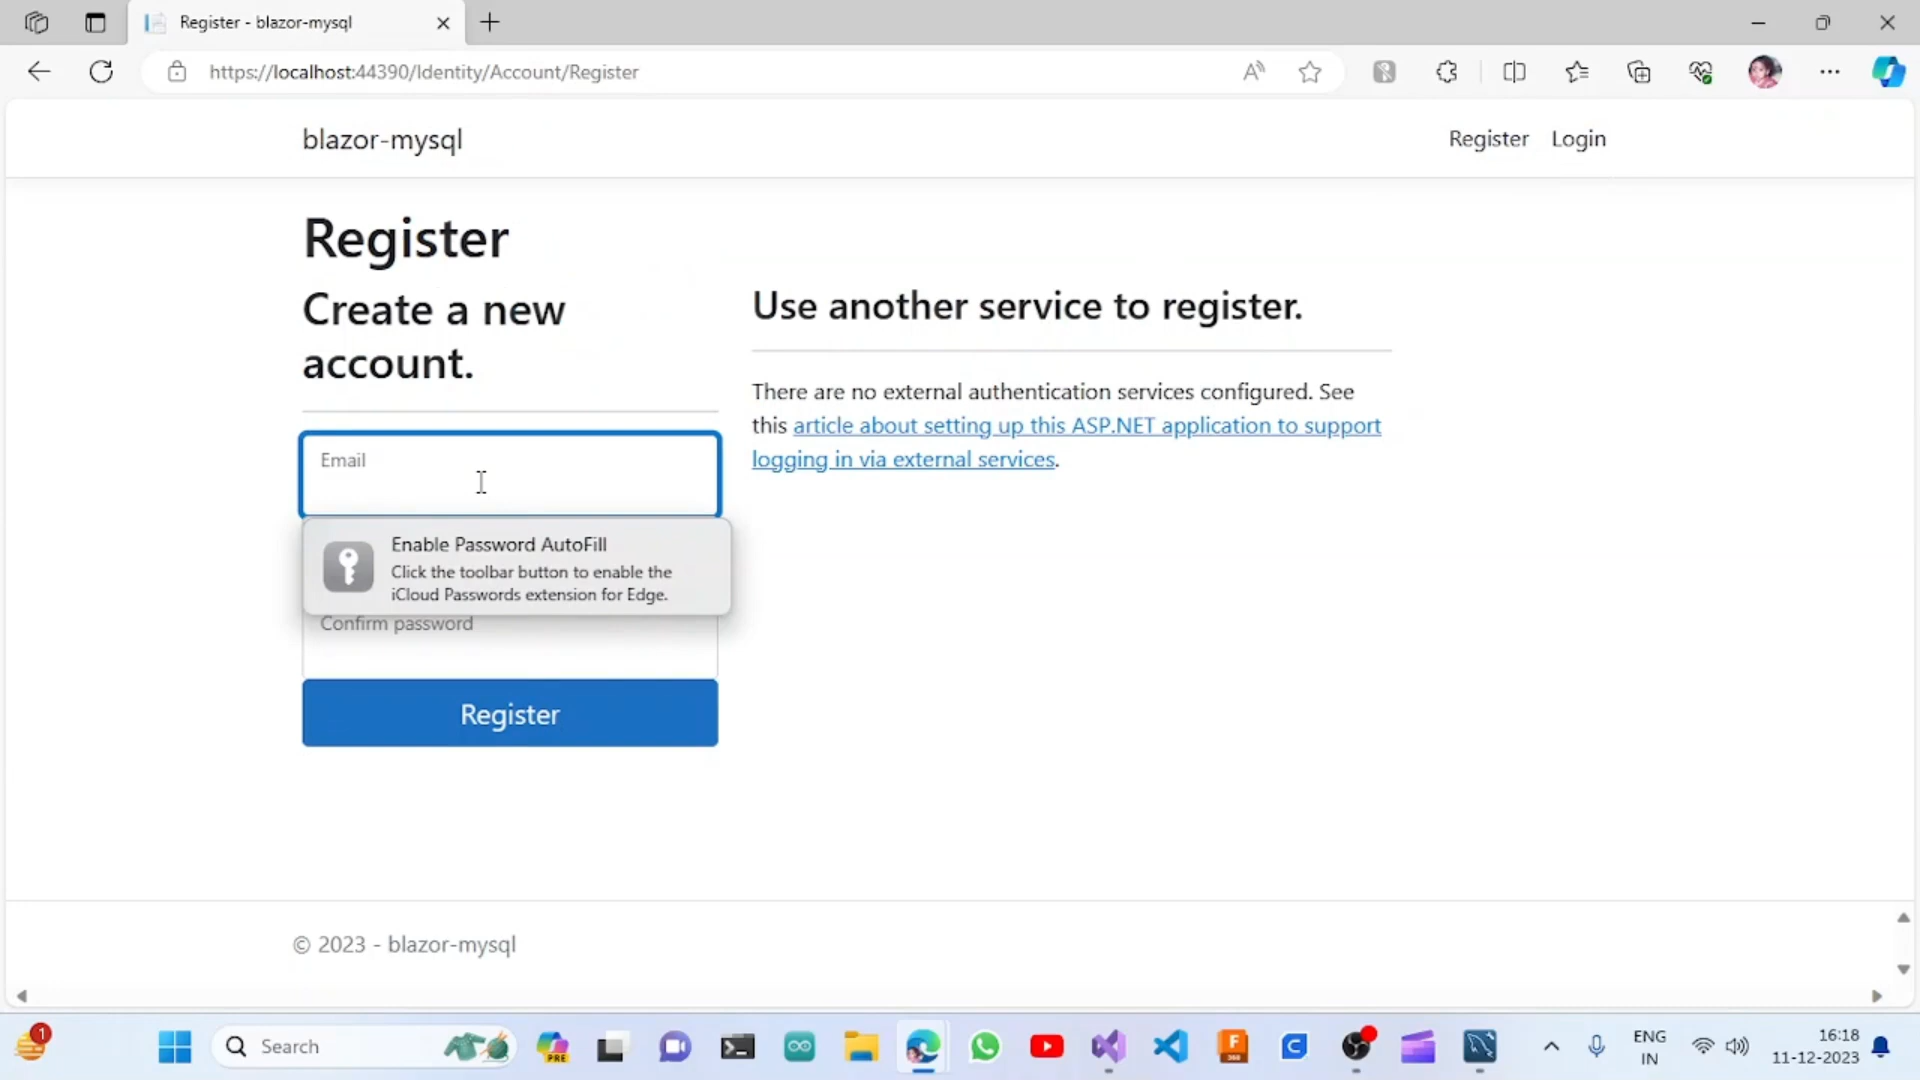 Register - blazor-mysql
https://localhost:44390/Identity/Account/Register
blazor-mysql
Register
Login
Register
Create a new
account.
Email
Enable Password AutoFill
Click the toolbar button to enable the
iCloud Passwords extension for Edge.
Confirm password
Register
Use another service to register.
There are no external authentication services configured. See
this article about setting up this ASP.NET application to support
logging in via external services.
© 2023 - blazor-mysql
1
Search
PRE
F
360
C
ENG
IN
16:18
11-12-2023